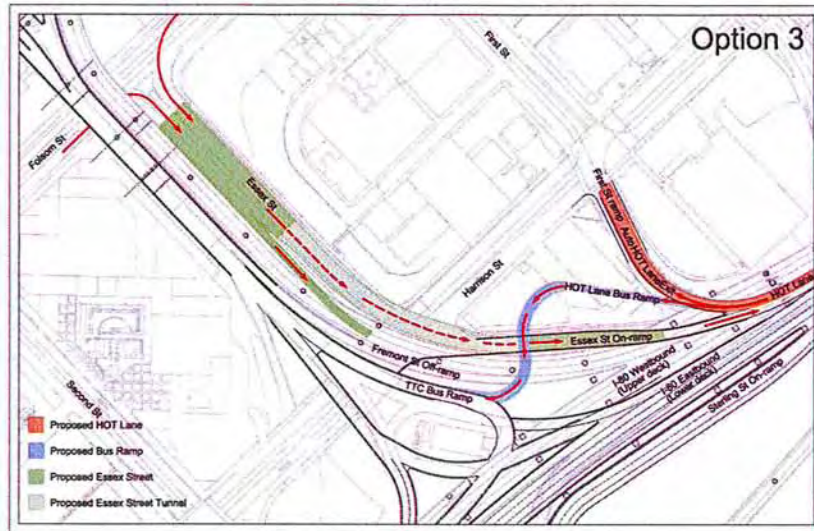 Option 3
First St
Folsom St
Essex St
First St ramp
Auto HOT Lane
Harrison St
HOT Lane Bus Ramp
HOT Lane
Essex St On-ramp
Fremont St Off-ramp
I-80 Westbound
(Upper deck)
TTC Bus Ramp
I-80 Eastbound
(Lower deck)
Sterling St On-ramp
Second St
Proposed HOT Lane
Proposed Bus Ramp
Proposed Essex Street
Proposed Essex Street Tunnel